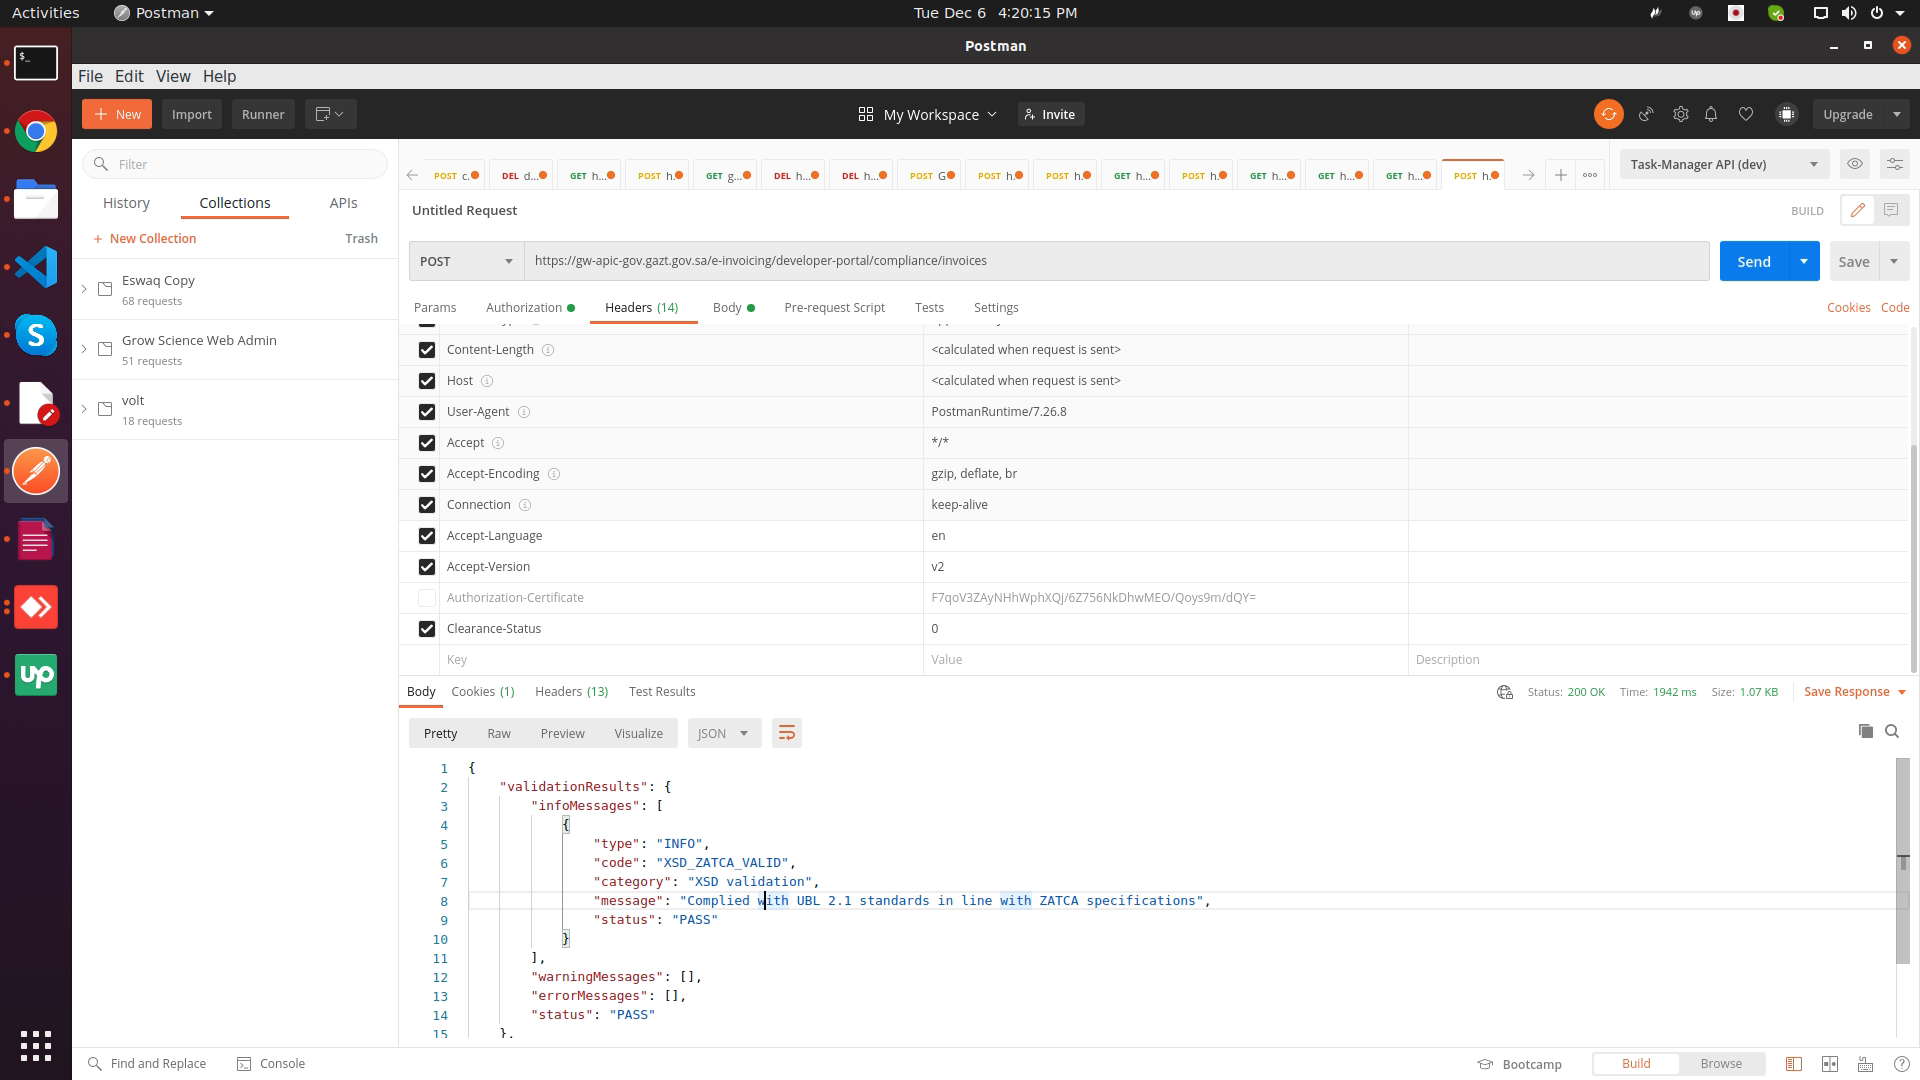 Activities
Postman
Tue Dec 6 4:20:15 PM
Postman
File Edit View Help
New
Import
Runner
My Workspace
Invite
Upgrade
Filter
History
Collections
APIs
+ New Collection
Trash
Eswaq Copy
68 requests
Grow Science Web Admin
51 requests
volt
18 requests
POST c.
DEL d...
GET h...
POST h.
GET g...
DEL h...
DEL h...
POST G
POST h.
POST h.
GET h...
POST h.
GET h...
GET h...
GET h...
POST h.
Task-Manager API (dev)
Untitled Request
BUILD
POST
https://gw-apic-gov.gazt.gov.sa/e-invoicing/developer-portal/compliance/invoices
Send
Save
Params
Authorization
Headers (14)
Body
Pre-request Script
Tests
Settings
Cookies
Code
Content-Length
<calculated when request is sent>
Host
<calculated when request is sent>
User-Agent
PostmanRuntime/7.26.8
Accept
*/*
Accept-Encoding
gzip, deflate, br
Connection
keep-alive
Accept-Language
en
Accept-Version
v2
Authorization-Certificate
F7qoV3ZAyNHhWphXQj/6Z756NkDhwMEO/Qoys9m/dQY=
Clearance-Status
0
Key
Value
Description
Body
Cookies (1)
Headers (13)
Test Results
Status: 200 OK
Time: 1942 ms
Size: 1.07 KB
Save Response
Pretty
Raw
Preview
Visualize
JSON
1 {
2 "validationResults": {
3 "infoMessages": [
4 {
5 "type": "INFO",
6 "code": "XSD_ZATCA_VALID",
7 "category": "XSD validation",
8 "message": "Complied with UBL 2.1 standards in line with ZATCA specifications",
9 "status": "PASS"
10 }
11 ],
12 "warningMessages": [],
13 "errorMessages": [],
14 "status": "PASS"
15 },
Find and Replace
Console
Bootcamp
Build
Browse